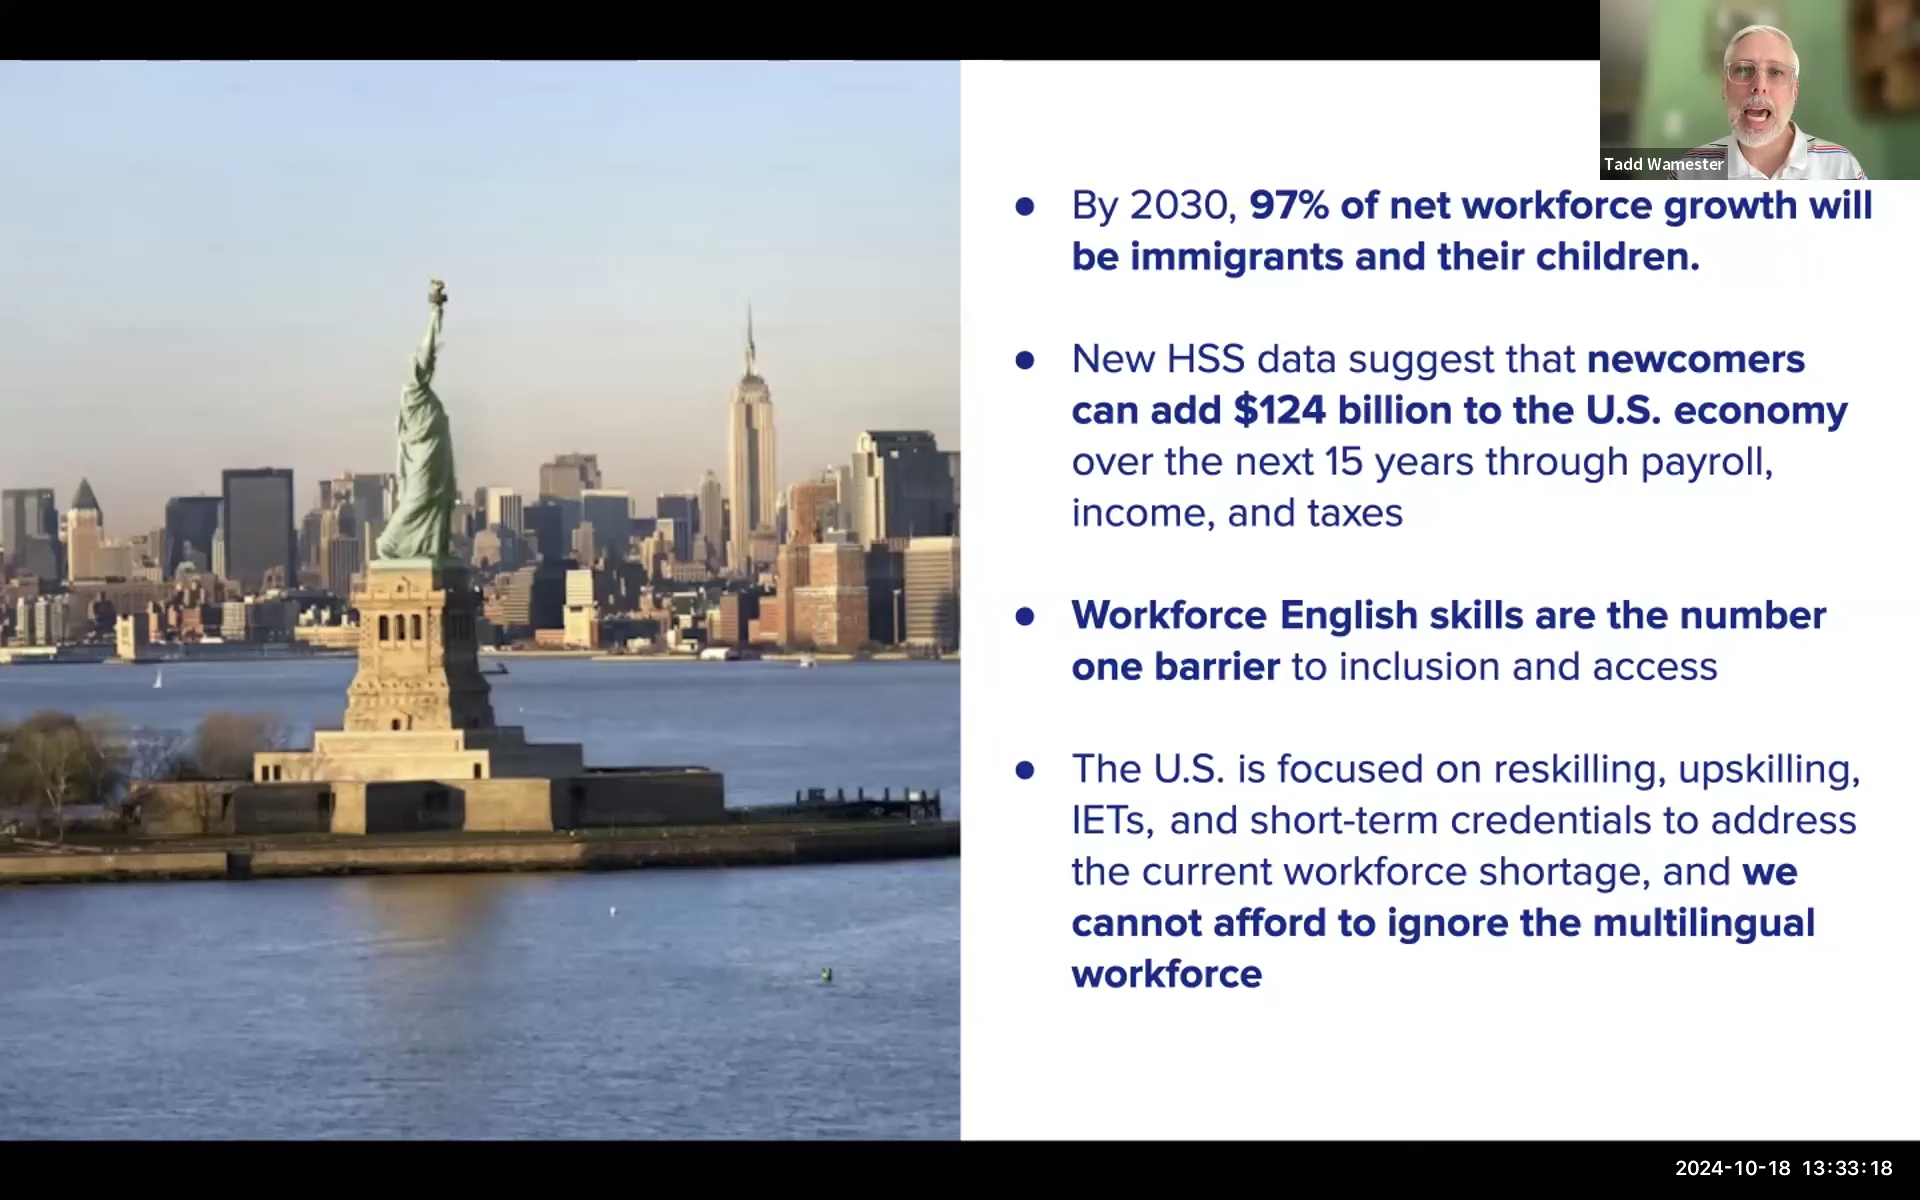 Tadd Wamester
● By 2030, 97% of net workforce growth will
be immigrants and their children.
● New HSS data suggest that newcomers
can add $124 billion to the U.S. economy
over the next 15 years through payroll,
income, and taxes
● Workforce English skills are the number
one barrier to inclusion and access
● The U.S. is focused on reskilling, upskilling,
IETs, and short-term credentials to address
the current workforce shortage, and we
cannot afford to ignore the multilingual
workforce
2024-10-18 13:33:18